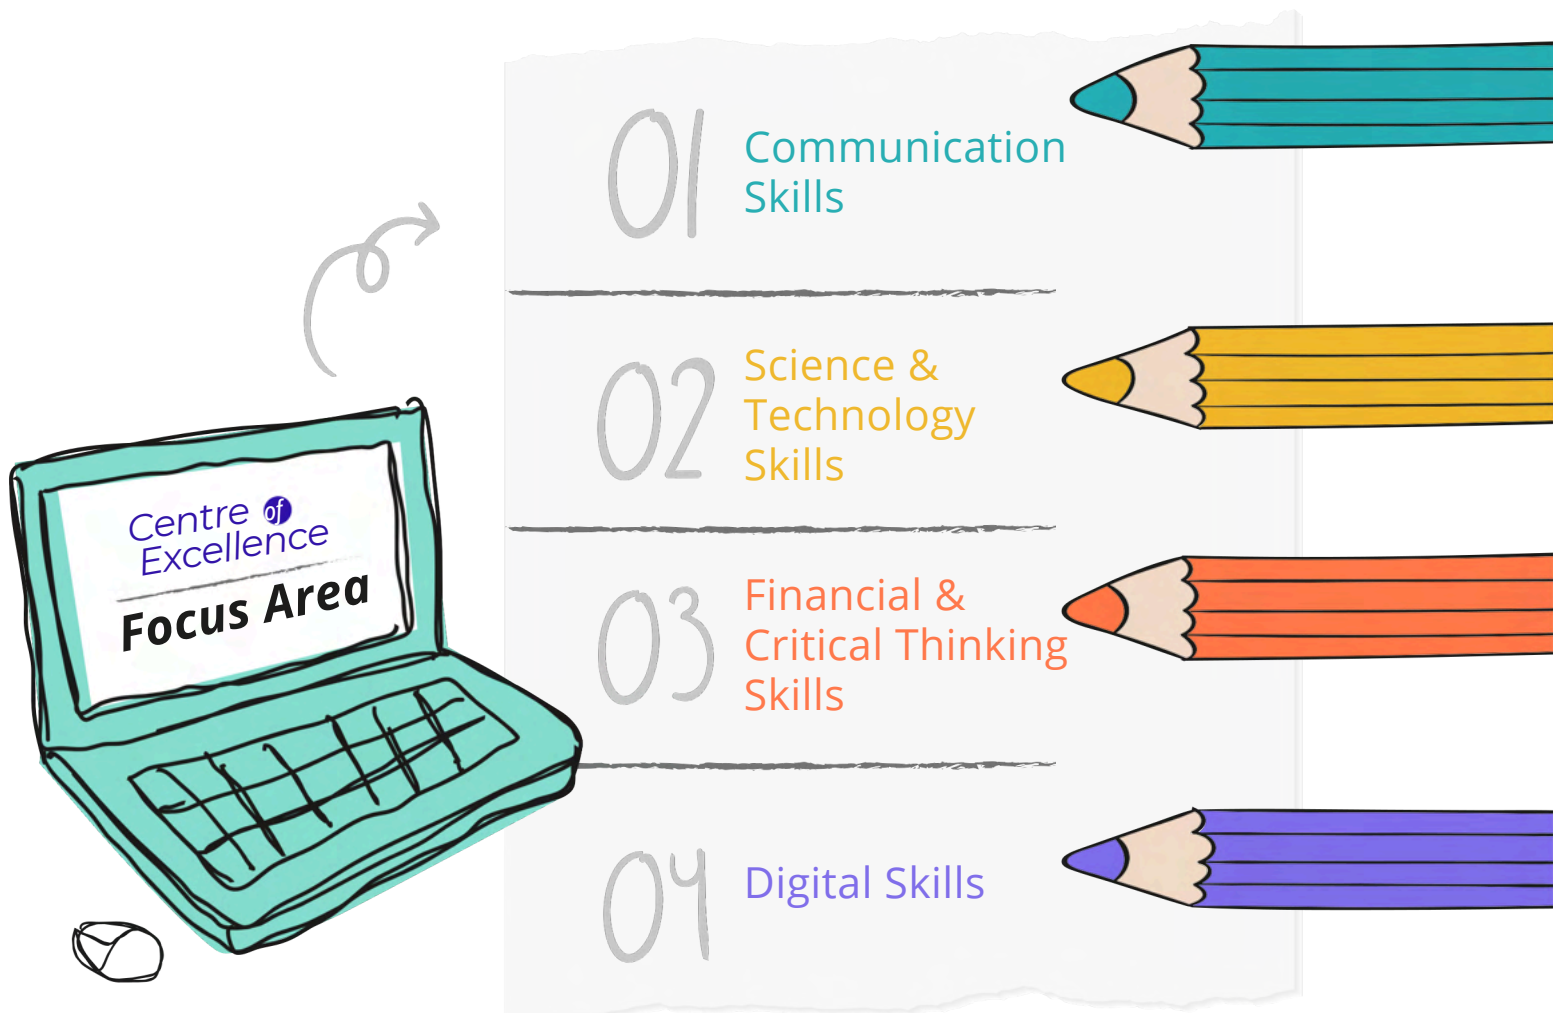 Centre of
Excellence
Focus Area
01
Communication
Skills
02
Science &
Technology
Skills
03
Financial &
Critical Thinking
Skills
04
Digital Skills